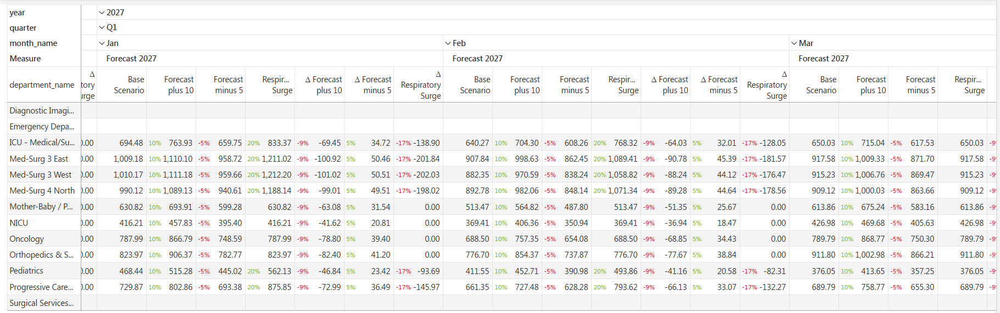 year 2027
quarter Q1
month_name Jan Feb Mar
Measure Forecast 2027 Forecast 2027 Forecast 2027
department_name Δ tory urge Base Scenario Forecast plus 10 Forecast minus 5 Respir... Surge Δ Forecast plus 10 Δ Forecast minus 5 Δ Respiratory Surge Base Scenario Forecast plus 10 Forecast minus 5 Respir... Surge Δ Forecast plus 10 Δ Forecast minus 5 Δ Respiratory Surge Base Scenario Forecast plus 10 Forecast minus 5 Respir... Surge
Diagnostic Imagi...
Emergency Depa...
ICU - Medical/Su... 0.00 694.48 10% 763.93 -5% 659.75 20% 833.37 -9% -69.45 5% 34.72 -17% -138.90 640.27 10% 704.30 -5% 608.26 20% 768.32 -9% -64.03 5% 32.01 -17% -128.05 650.03 10% 715.04 -5% 617.53 650.03 -9
Med-Surg 3 East 0.00 1,009.18 10% 1,110.10 -5% 958.72 20% 1,211.02 -9% -100.92 5% 50.46 -17% -201.84 907.84 10% 998.63 -5% 862.45 20% 1,089.41 -9% -90.78 5% 45.39 -17% -181.57 917.58 10% 1,009.33 -5% 871.70 917.58 -9
Med-Surg 3 West 0.00 1,010.17 10% 1,111.18 -5% 959.66 20% 1,212.20 -9% -101.02 5% 50.51 -17% -202.03 882.35 10% 970.59 -5% 838.24 20% 1,058.82 -9% -88.24 5% 44.12 -17% -176.47 915.23 10% 1,006.76 -5% 869.47 915.23 -9
Med-Surg 4 North 0.00 990.12 10% 1,089.13 -5% 940.61 20% 1,188.14 -9% -99.01 5% 49.51 -17% -198.02 892.78 10% 982.06 -5% 848.14 20% 1,071.34 -9% -89.28 5% 44.64 -17% -178.56 909.12 10% 1,000.03 -5% 863.66 909.12 -9
Mother-Baby / P... 0.00 630.82 10% 693.91 -5% 599.28 630.82 -9% -63.08 5% 31.54 0.00 513.47 10% 564.82 -5% 487.80 513.47 -9% -51.35 5% 25.67 0.00 613.86 10% 675.24 -5% 583.16 613.86 -9
NICU 0.00 416.21 10% 457.83 -5% 395.40 416.21 -9% -41.62 5% 20.81 0.00 369.41 10% 406.36 -5% 350.94 369.41 -9% -36.94 5% 18.47 0.00 426.98 10% 469.68 -5% 405.63 426.98 -9
Oncology 0.00 787.99 10% 866.79 -5% 748.59 787.99 -9% -78.80 5% 39.40 0.00 688.50 10% 757.35 -5% 654.08 688.50 -9% -68.85 5% 34.43 0.00 789.79 10% 868.77 -5% 750.30 789.79 -9
Orthopedics & S... 0.00 823.97 10% 906.37 -5% 782.77 823.97 -9% -82.40 5% 41.20 0.00 776.70 10% 854.37 -5% 737.87 776.70 -9% -77.67 5% 38.84 0.00 911.80 10% 1,002.98 -5% 866.21 911.80 -9
Pediatrics 0.00 468.44 10% 515.28 -5% 445.02 20% 562.13 -9% -46.84 5% 23.42 -17% -93.69 411.55 10% 452.71 -5% 390.98 20% 493.86 -9% -41.16 5% 20.58 -17% -82.31 376.05 10% 413.65 -5% 357.25 376.05 -9
Progressive Care... 0.00 729.87 10% 802.86 -5% 693.38 20% 875.85 -9% -72.99 5% 36.49 -17% -145.97 661.35 10% 727.48 -5% 628.28 20% 793.62 -9% -66.13 5% 33.07 -17% -132.27 689.79 10% 758.77 -5% 655.30 689.79 -9
Surgical Services...